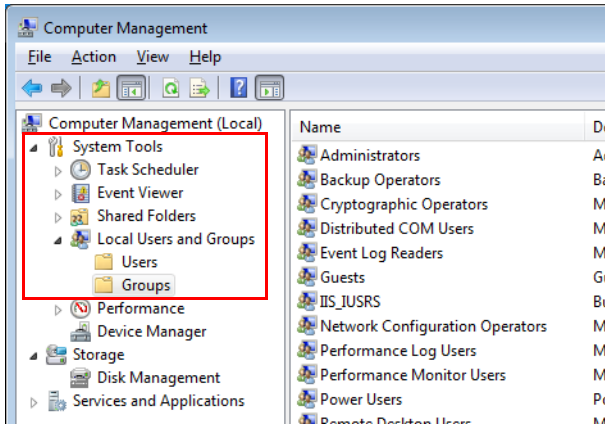 Computer Management
File Action View Help
Computer Management (Local)
System Tools
Task Scheduler
Event Viewer
Shared Folders
Local Users and Groups
Users
Groups
Performance
Device Manager
Storage
Disk Management
Services and Applications
Name
Administrators
Backup Operators
Cryptographic Operators
Distributed COM Users
Event Log Readers
Guests
IIS_IUSRS
Network Configuration Operators
Performance Log Users
Performance Monitor Users
Power Users
Remote Desktop Users